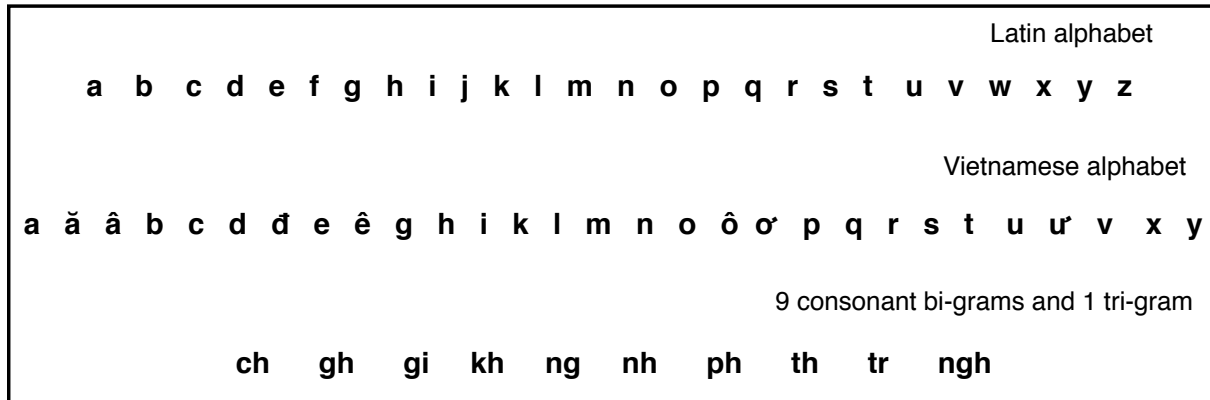 Latin alphabet
a b c d e f g h i j k l m n o p q r s t u v w x y z
Vietnamese alphabet
a ă â b c d đ e ê g h i k l m n o ô ơ p q r s t u ư v x y
9 consonant bi-grams and 1 tri-gram
ch gh gi kh ng nh ph th tr ngh